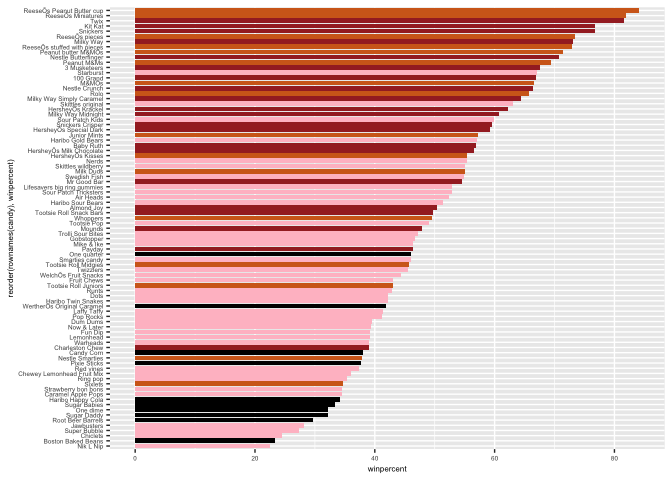 ReeseÕs Peanut Butter cup
ReeseÕs Miniatures
Twix
Kit Kat
Snickers
ReeseÕs pieces
Milky Way
ReeseÕs stuffed with pieces
Peanut butter M&MÕs
Nestle Butterfinger
Peanut M&Ms
3 Musketeers
Starburst
100 Grand
M&MÕs
Nestle Crunch
Rolo
Milky Way Simply Caramel
Skittles original
HersheyÕs Krackel
Milky Way Midnight
Sour Patch Kids
Snickers Crisper
HersheyÕs Special Dark
Junior Mints
Haribo Gold Bears
Baby Ruth
HersheyÕs Milk Chocolate
HersheyÕs Kisses
Nerds
Skittles wildberry
Milk Duds
Swedish Fish
Mr Good Bar
Lifesavers big ring gummies
Sour Patch Tricksters
Air Heads
Haribo Sour Bears
Almond Joy
Tootsie Roll Snack Bars
Whoppers
Tootsie Pop
Mounds
Trolli Sour Bites
Gobstopper
Mike & Ike
Payday
One quarter
Smarties candy
Tootsie Roll Midgies
Twizzlers
WelchÕs Fruit Snacks
Fruit Chews
Tootsie Roll Juniors
Runts
Dots
Haribo Twin Snakes
WertherÕs Original Caramel
Laffy Taffy
Pop Rocks
Dum Dums
Now & Later
Fun Dip
Lemonhead
Warheads
Charleston Chew
Candy Corn
Nestle Smarties
Pixie Sticks
Red vines
Chewey Lemonhead Fruit Mix
Ring pop
Sixlets
Strawberry bon bons
Caramel Apple Pops
Haribo Happy Cola
Sugar Babies
One dime
Sugar Daddy
Root Beer Barrels
Jawbusters
Super Bubble
Chiclets
Boston Baked Beans
Nik L Nip
reorder(rownames(candy), winpercent)
0 20 40 60 80
winpercent